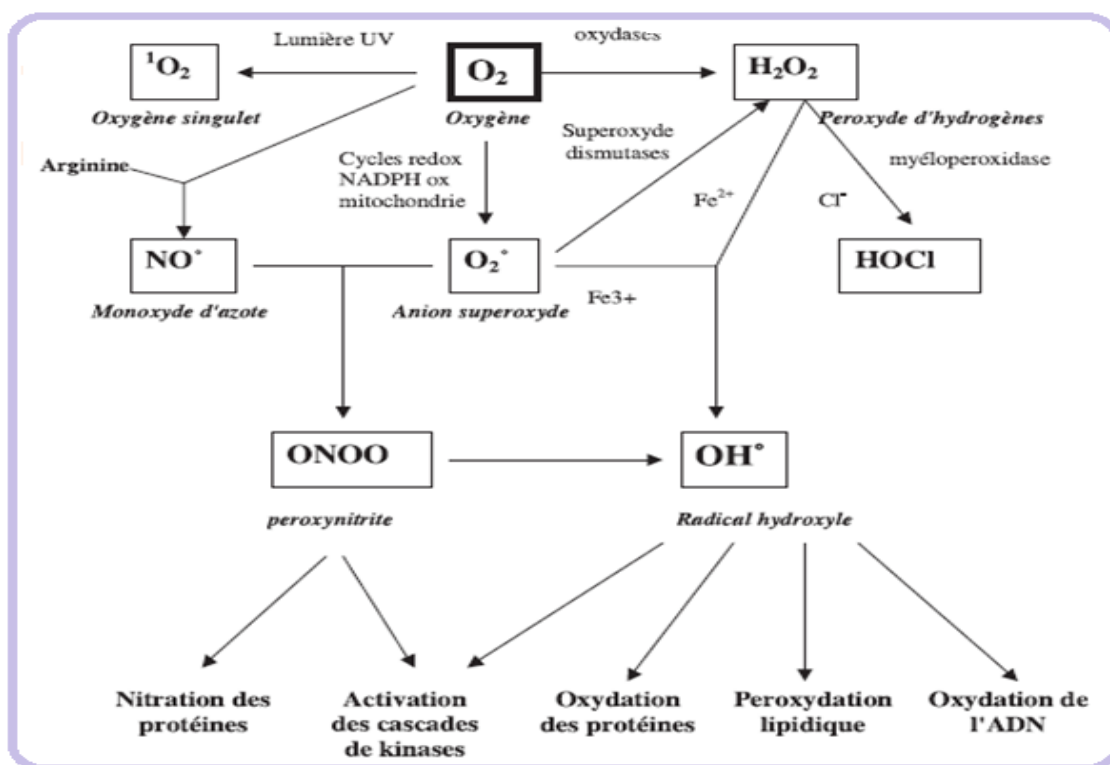 Lumière UV
oxydases
¹O₂
O₂
H₂O₂
Oxygène singulet
Oxygène
Peroxyde d'hydrogènes
Arginine
Cycles redox
NADPH ox
mitochondrie
Superoxyde
dismutases
Fe²⁺
myéloperoxidase
Cl⁻
NO°
O₂°
HOCl
Monoxyde d'azote
Anion superoxyde
Fe3+
ONOO
OH°
peroxynitrite
Radical hydroxyle
Nitration des
protéines
Activation
des cascades
de kinases
Oxydation
des protéines
Peroxydation
lipidique
Oxydation de
l'ADN